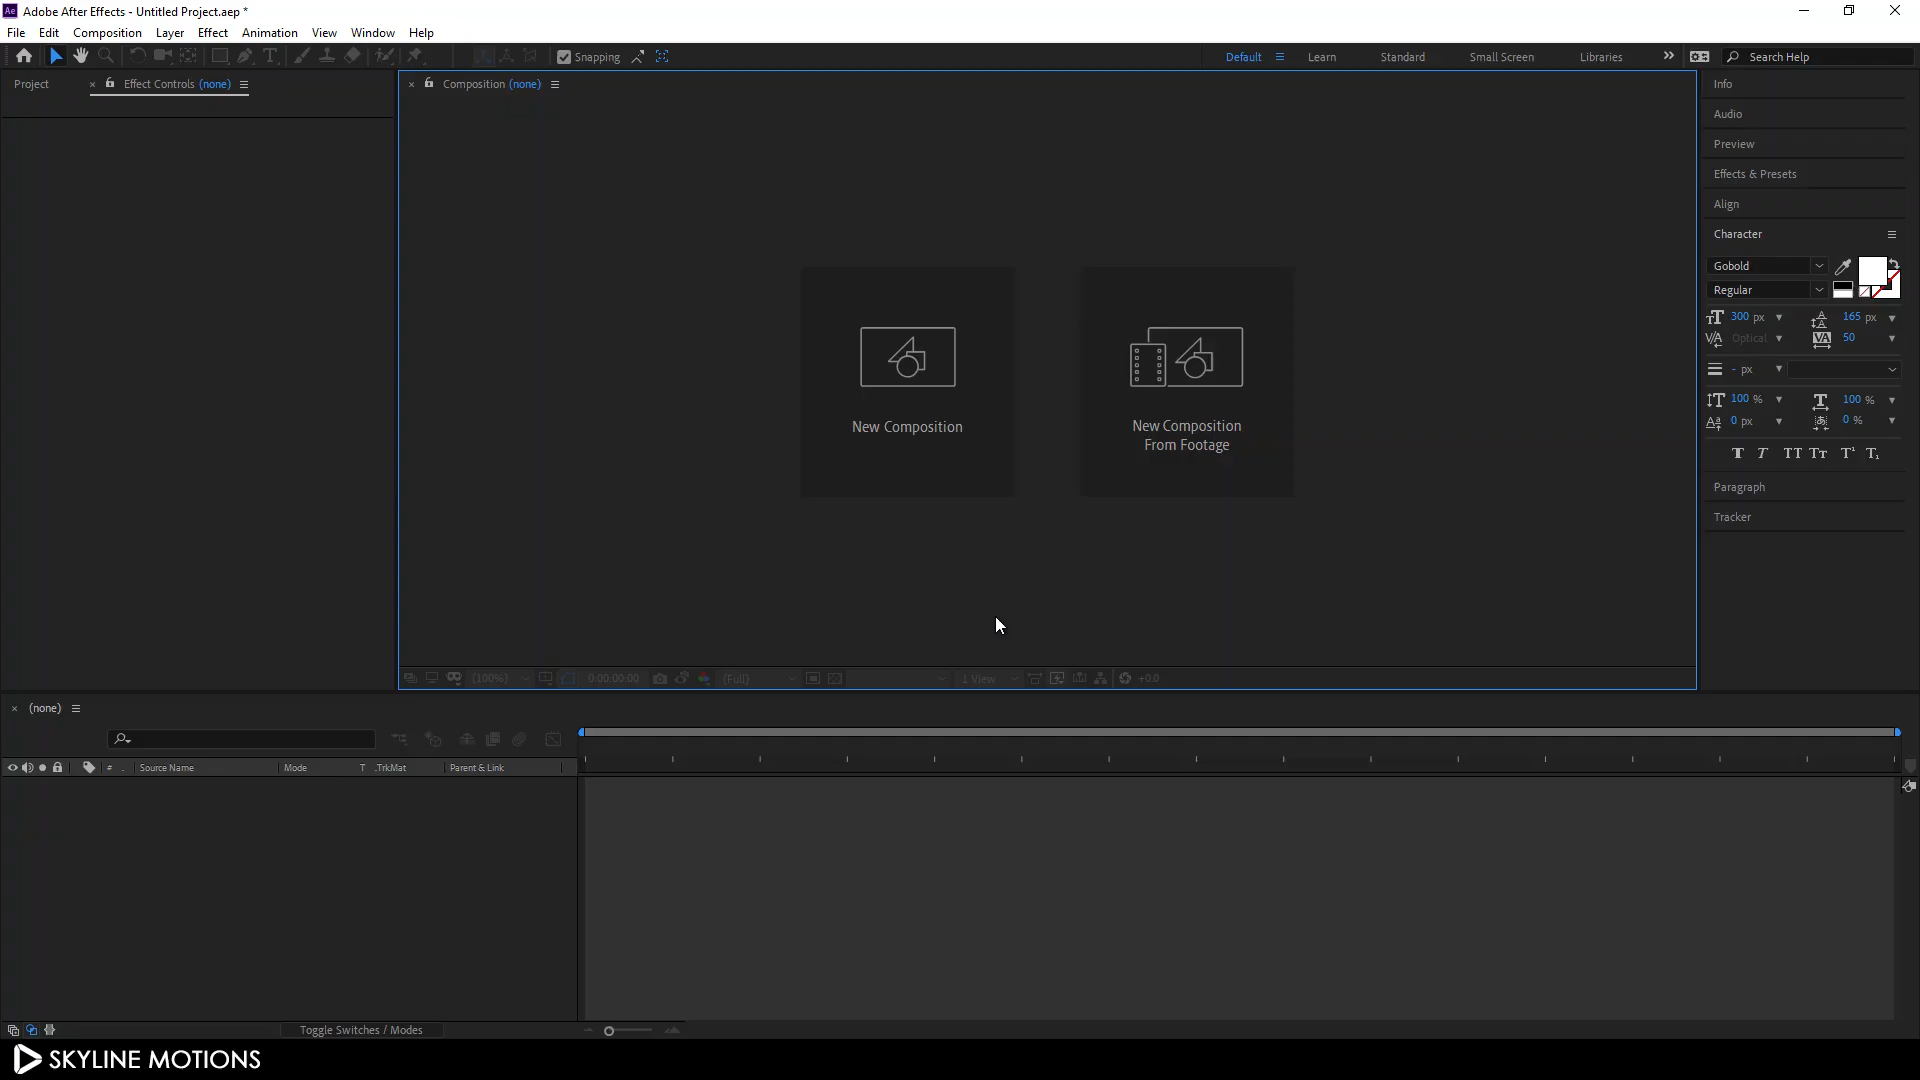 Ae Adobe After Effects - Untitled Project.aep *
File Edit Composition Layer Effect Animation View Window Help
Snapping Default Learn Standard Small Screen Libraries Search Help
Project Effect Controls (none) Composition (none)
Info
Audio
Preview
Effects & Presets
Align
Character
Gobold
Regular
300 px 165 px
Optical 50
- px
100 % 100 %
0 px 0 %
Paragraph
Tracker
New Composition
New Composition
From Footage
(100%) 0:00:00:00 (Full) 1 View +0.0
(none)
# Source Name Mode T .TrkMat Parent & Link
Toggle Switches / Modes
SKYLINE MOTIONS